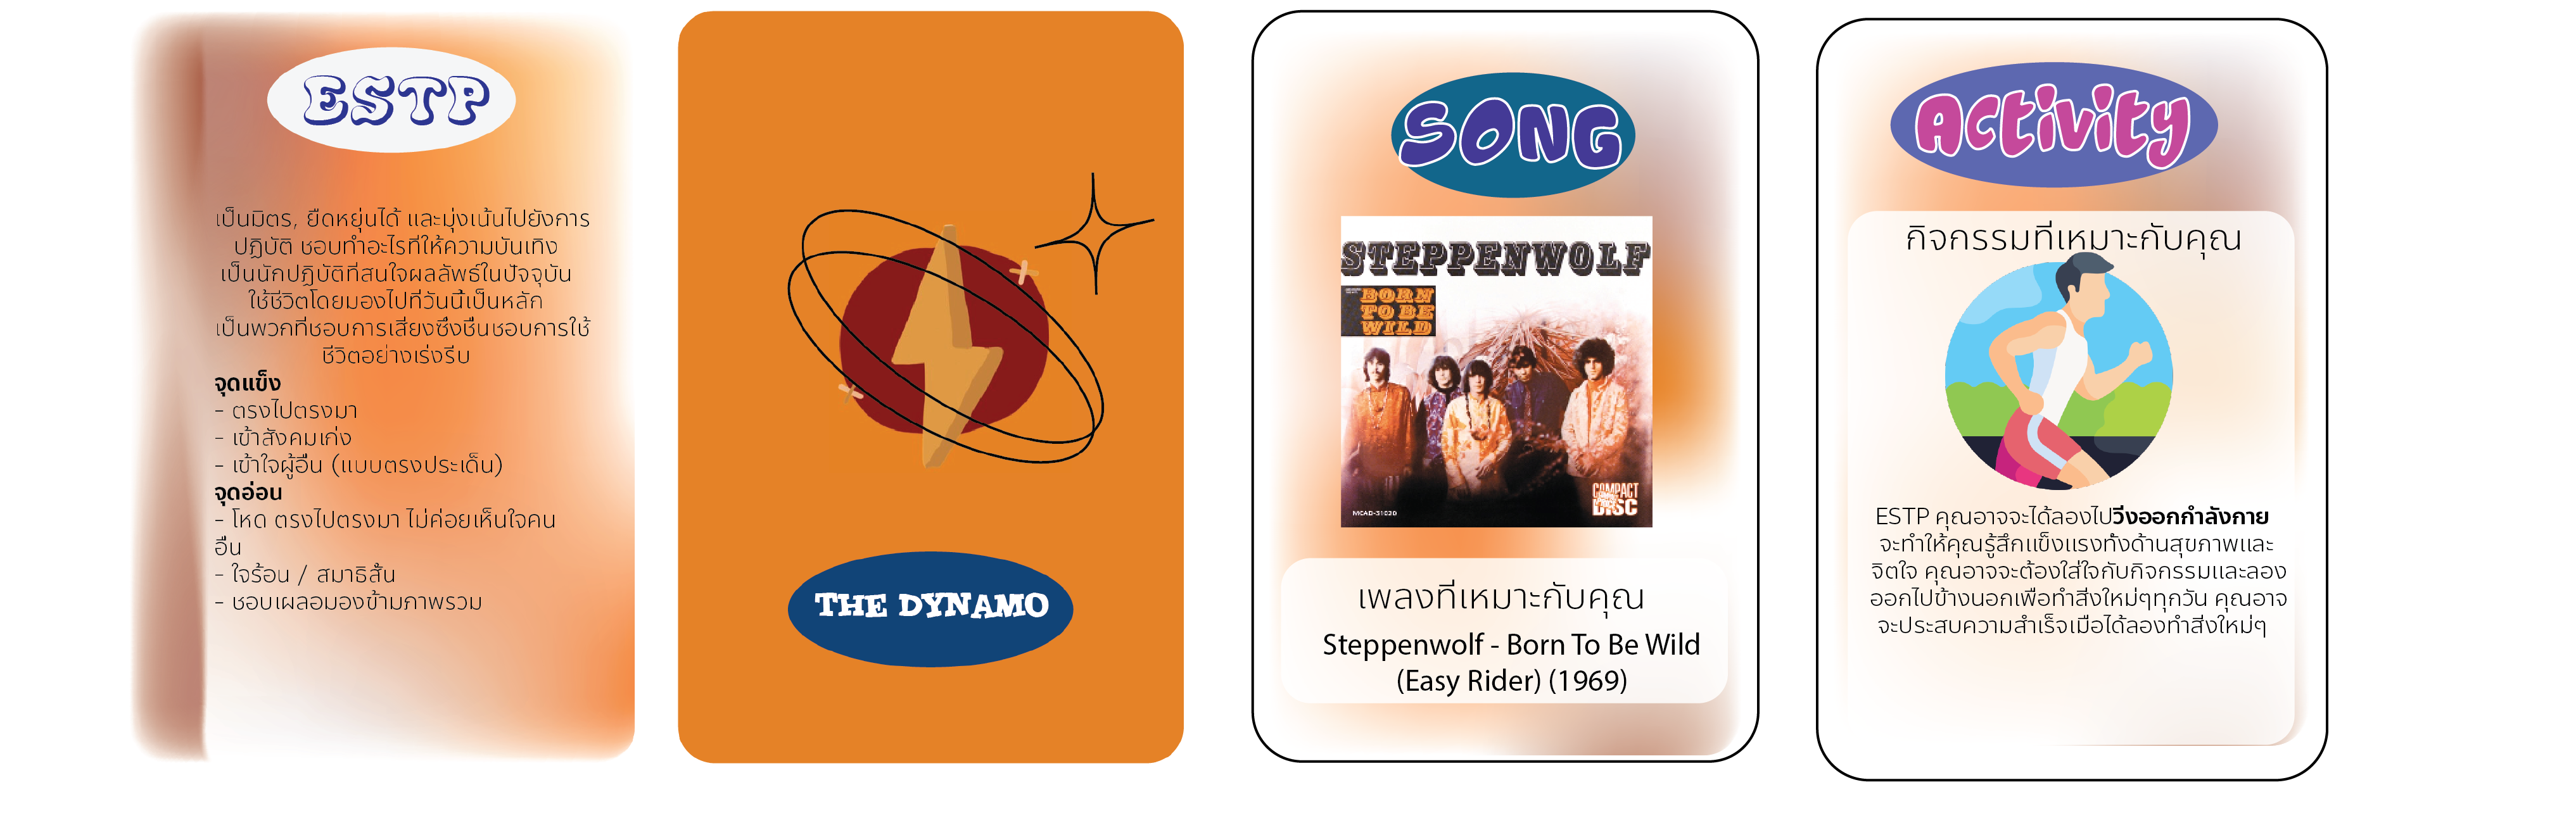 ESTP
เป็นมิตร, ยืดหยุ่นได้ และมุ่งเน้นไปยังการ
ปฏิบัติ ชอบทำอะไรที่ให้ความบันเทิง
เป็นนักปฏิบัติที่สนใจผลลัพธ์ในปัจจุบัน
ใช้ชีวิตโดยมองไปที่วันนี้เป็นหลัก
เป็นพวกที่ชอบการเสี่ยงซึ่งชื่นชอบการใช้
ชีวิตอย่างเร่งรีบ
จุดแข็ง
- ตรงไปตรงมา
- เข้าสังคมเก่ง
- เข้าใจผู้อื่น (แบบตรงประเด็น)
จุดอ่อน
- โหด ตรงไปตรงมา ไม่ค่อยเห็นใจคน
อื่น
- ใจร้อน / สมาธิสั้น
- ชอบเผลอมองข้ามภาพรวม
THE DYNAMO
SONG
STEPPENWOLF
BORN
TO BE
WILD
COMPACT
DISC
MCAD-31020
เพลงที่เหมาะกับคุณ
Steppenwolf - Born To Be Wild
(Easy Rider) (1969)
Activity
กิจกรรมที่เหมาะกับคุณ
ESTP คุณอาจจะได้ลองไปวิ่งออกกำลังกาย
จะทำให้คุณรู้สึกแข็งแรงทั้งด้านสุขภาพและ
จิตใจ คุณอาจจะต้องใส่ใจกับกิจกรรมและลอง
ออกไปข้างนอกเพื่อทำสิ่งใหม่ๆทุกวัน คุณอาจ
จะประสบความสำเร็จเมื่อได้ลองทำสิ่งใหม่ๆ